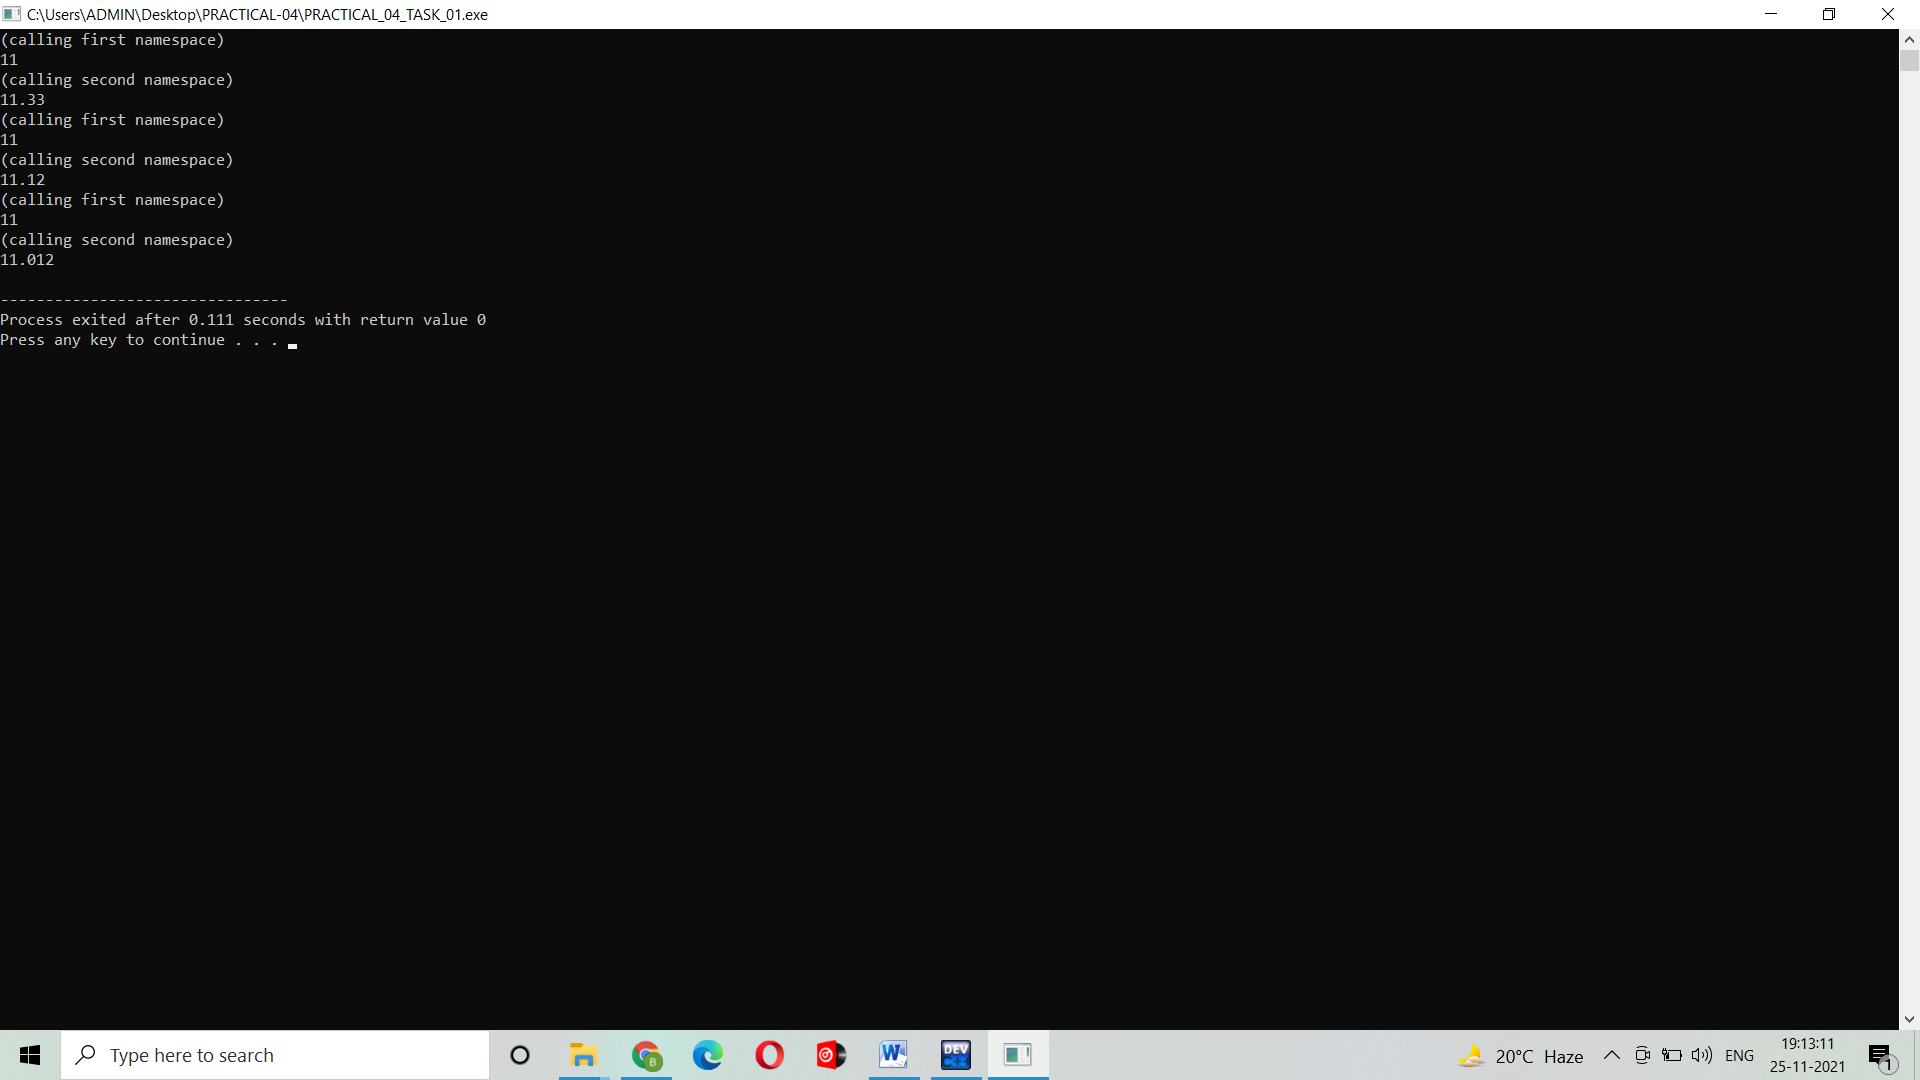 C:\Users\ADMIN\Desktop\PRACTICAL-04\PRACTICAL_04_TASK_01.exe
(calling first namespace)
11
(calling second namespace)
11.33
(calling first namespace)
11
(calling second namespace)
11.12
(calling first namespace)
11
(calling second namespace)
11.012
--------------------------------
Process exited after 0.111 seconds with return value 0
Press any key to continue . . .
Type here to search
B
W
DEV
C++
20°C Haze
ENG
19:13:11
25-11-2021
1